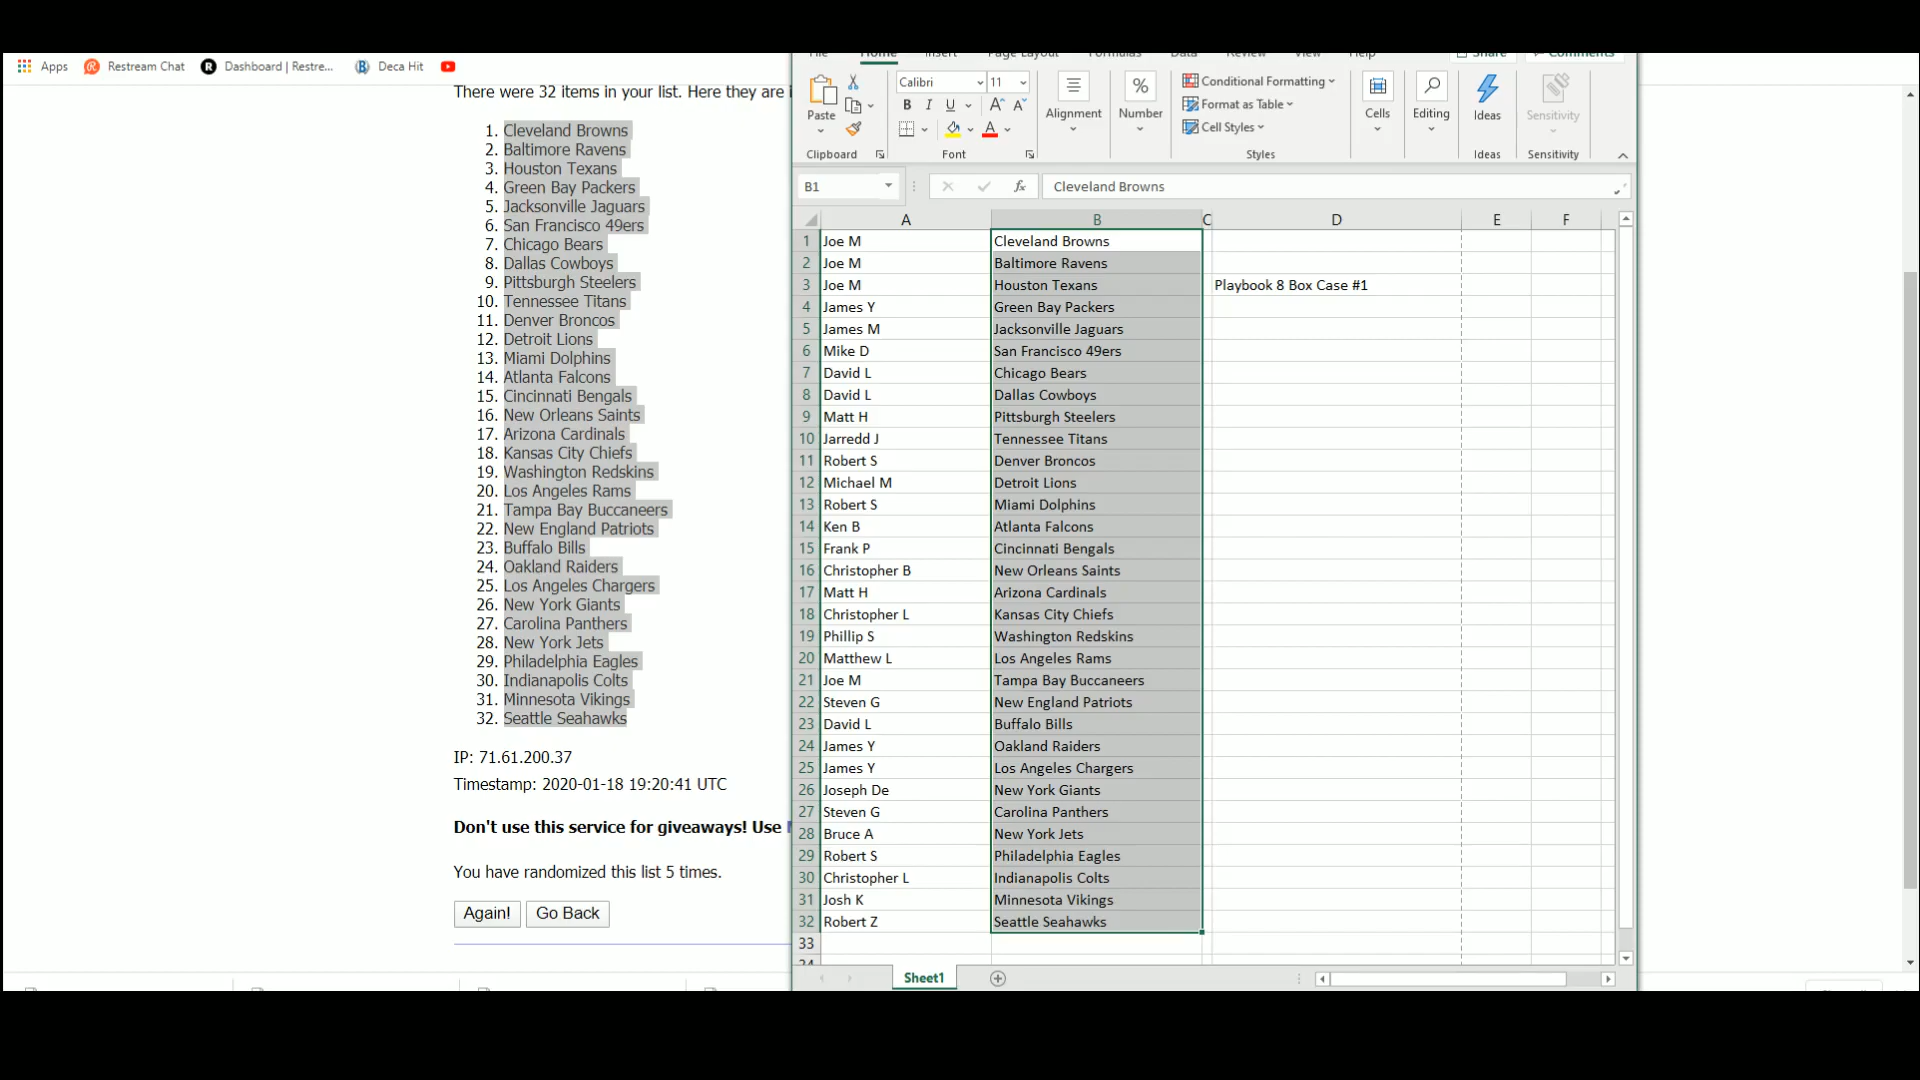 Apps Restream Chat Dashboard | Restre... Deca Hit
There were 32 items in your list. Here they are i
1. Cleveland Browns
2. Baltimore Ravens
3. Houston Texans
4. Green Bay Packers
5. Jacksonville Jaguars
6. San Francisco 49ers
7. Chicago Bears
8. Dallas Cowboys
9. Pittsburgh Steelers
10. Tennessee Titans
11. Denver Broncos
12. Detroit Lions
13. Miami Dolphins
14. Atlanta Falcons
15. Cincinnati Bengals
16. New Orleans Saints
17. Arizona Cardinals
18. Kansas City Chiefs
19. Washington Redskins
20. Los Angeles Rams
21. Tampa Bay Buccaneers
22. New England Patriots
23. Buffalo Bills
24. Oakland Raiders
25. Los Angeles Chargers
26. New York Giants
27. Carolina Panthers
28. New York Jets
29. Philadelphia Eagles
30. Indianapolis Colts
31. Minnesota Vikings
32. Seattle Seahawks
IP: 71.61.200.37
Timestamp: 2020-01-18 19:20:41 UTC
Don't use this service for giveaways! Use
You have randomized this list 5 times.
Again! Go Back
File Home Insert Page Layout Formulas Data Review View Help Share Comments
Calibri 11
Conditional Formatting
Format as Table
Cell Styles
Paste B I U A A A Alignment % Number Cells Editing Ideas Sensitivity
Clipboard Font Styles Ideas Sensitivity
B1 fx Cleveland Browns
A B C D E F
1 Joe M Cleveland Browns
2 Joe M Baltimore Ravens
3 Joe M Houston Texans Playbook 8 Box Case #1
4 James Y Green Bay Packers
5 James M Jacksonville Jaguars
6 Mike D San Francisco 49ers
7 David L Chicago Bears
8 David L Dallas Cowboys
9 Matt H Pittsburgh Steelers
10 Jarredd J Tennessee Titans
11 Robert S Denver Broncos
12 Michael M Detroit Lions
13 Robert S Miami Dolphins
14 Ken B Atlanta Falcons
15 Frank P Cincinnati Bengals
16 Christopher B New Orleans Saints
17 Matt H Arizona Cardinals
18 Christopher L Kansas City Chiefs
19 Phillip S Washington Redskins
20 Matthew L Los Angeles Rams
21 Joe M Tampa Bay Buccaneers
22 Steven G New England Patriots
23 David L Buffalo Bills
24 James Y Oakland Raiders
25 James Y Los Angeles Chargers
26 Joseph De New York Giants
27 Steven G Carolina Panthers
28 Bruce A New York Jets
29 Robert S Philadelphia Eagles
30 Christopher L Indianapolis Colts
31 Josh K Minnesota Vikings
32 Robert Z Seattle Seahawks
33
34
Sheet1